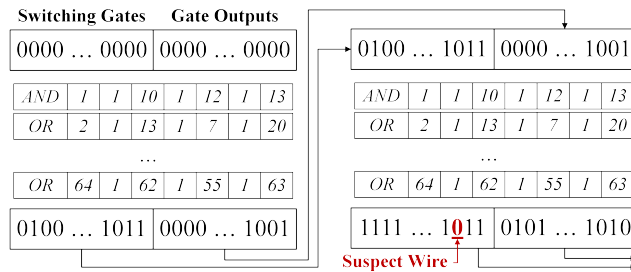 Switching Gates Gate Outputs
0000 ... 0000 0000 ... 0000
AND 1 1 10 1 12 1 13
OR 2 1 13 1 7 1 20
...
OR 64 1 62 1 55 1 63
0100 ... 1011 0000 ... 1001
0100 ... 1011 0000 ... 1001
AND 1 1 10 1 12 1 13
OR 2 1 13 1 7 1 20
...
OR 64 1 62 1 55 1 63
1111 ... 1011 0101 ... 1010
Suspect Wire